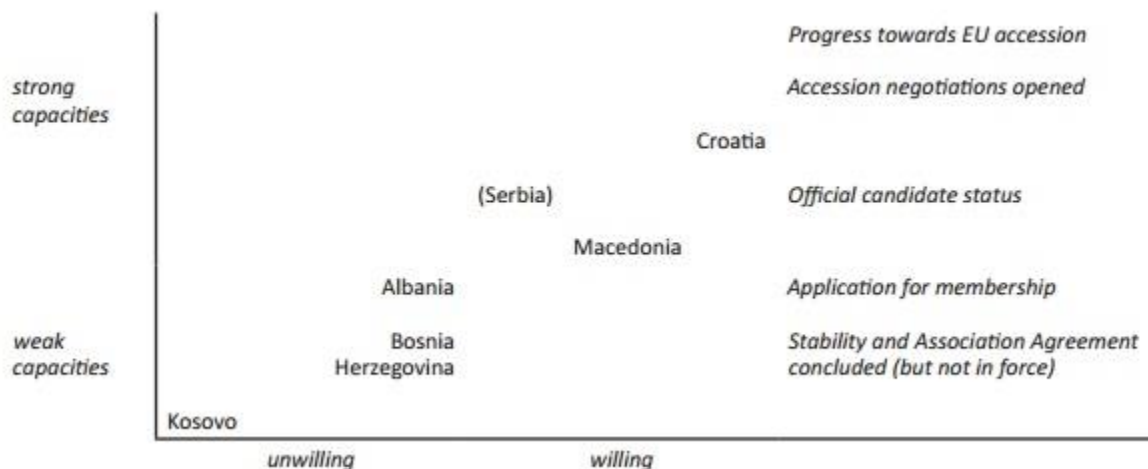 Progress towards EU accession
strong
capacities
Accession negotiations opened
Croatia
(Serbia)
Official candidate status
Macedonia
Albania
Application for membership
weak
capacities
Bosnia
Herzegovina
Stability and Association Agreement
concluded (but not in force)
Kosovo
unwilling
willing